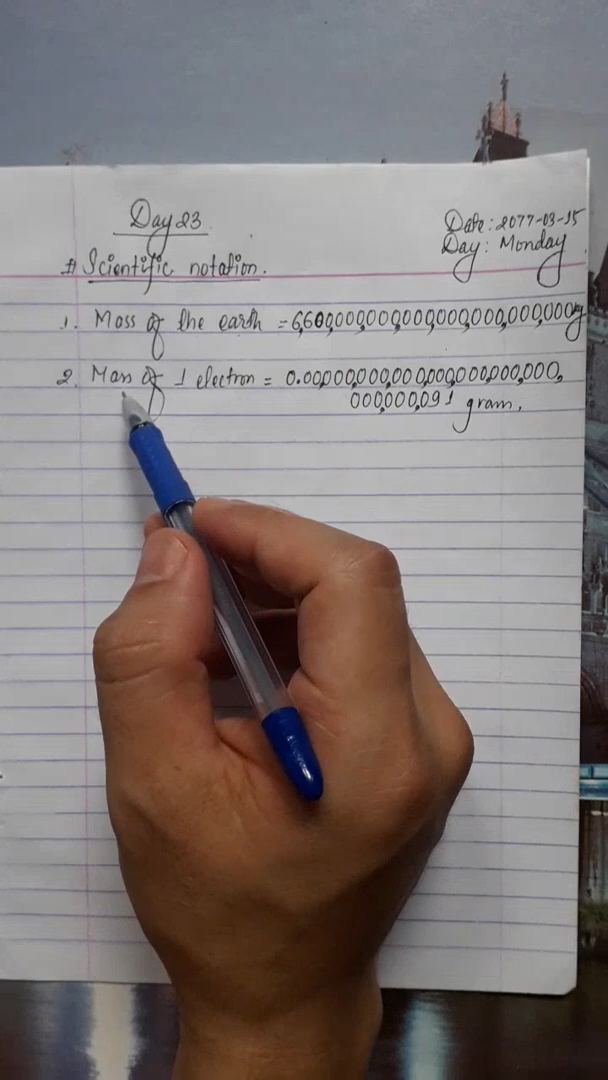 Day 23.
Date: 2077-03-15
Day: Monday
# Scientific notation.
1. Mass of the earth = 6,600,000,000,000,000,000,000,000kg
2. Mass of 1 electron = 0.00,000,000,000,000,000,000,000,
000,000,091 gram.